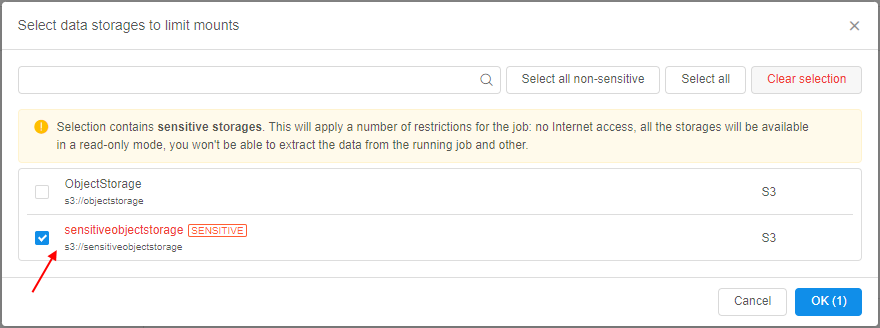 Select data storages to limit mounts
Select all non-sensitive
Select all
Clear selection
Selection contains sensitive storages. This will apply a number of restrictions for the job: no Internet access, all the storages will be available
in a read-only mode, you won't be able to extract the data from the running job and other.
ObjectStorage
s3://objectstorage
S3
sensitiveobjectstorage SENSITIVE
s3://sensitiveobjectstorage
S3
Cancel
OK (1)